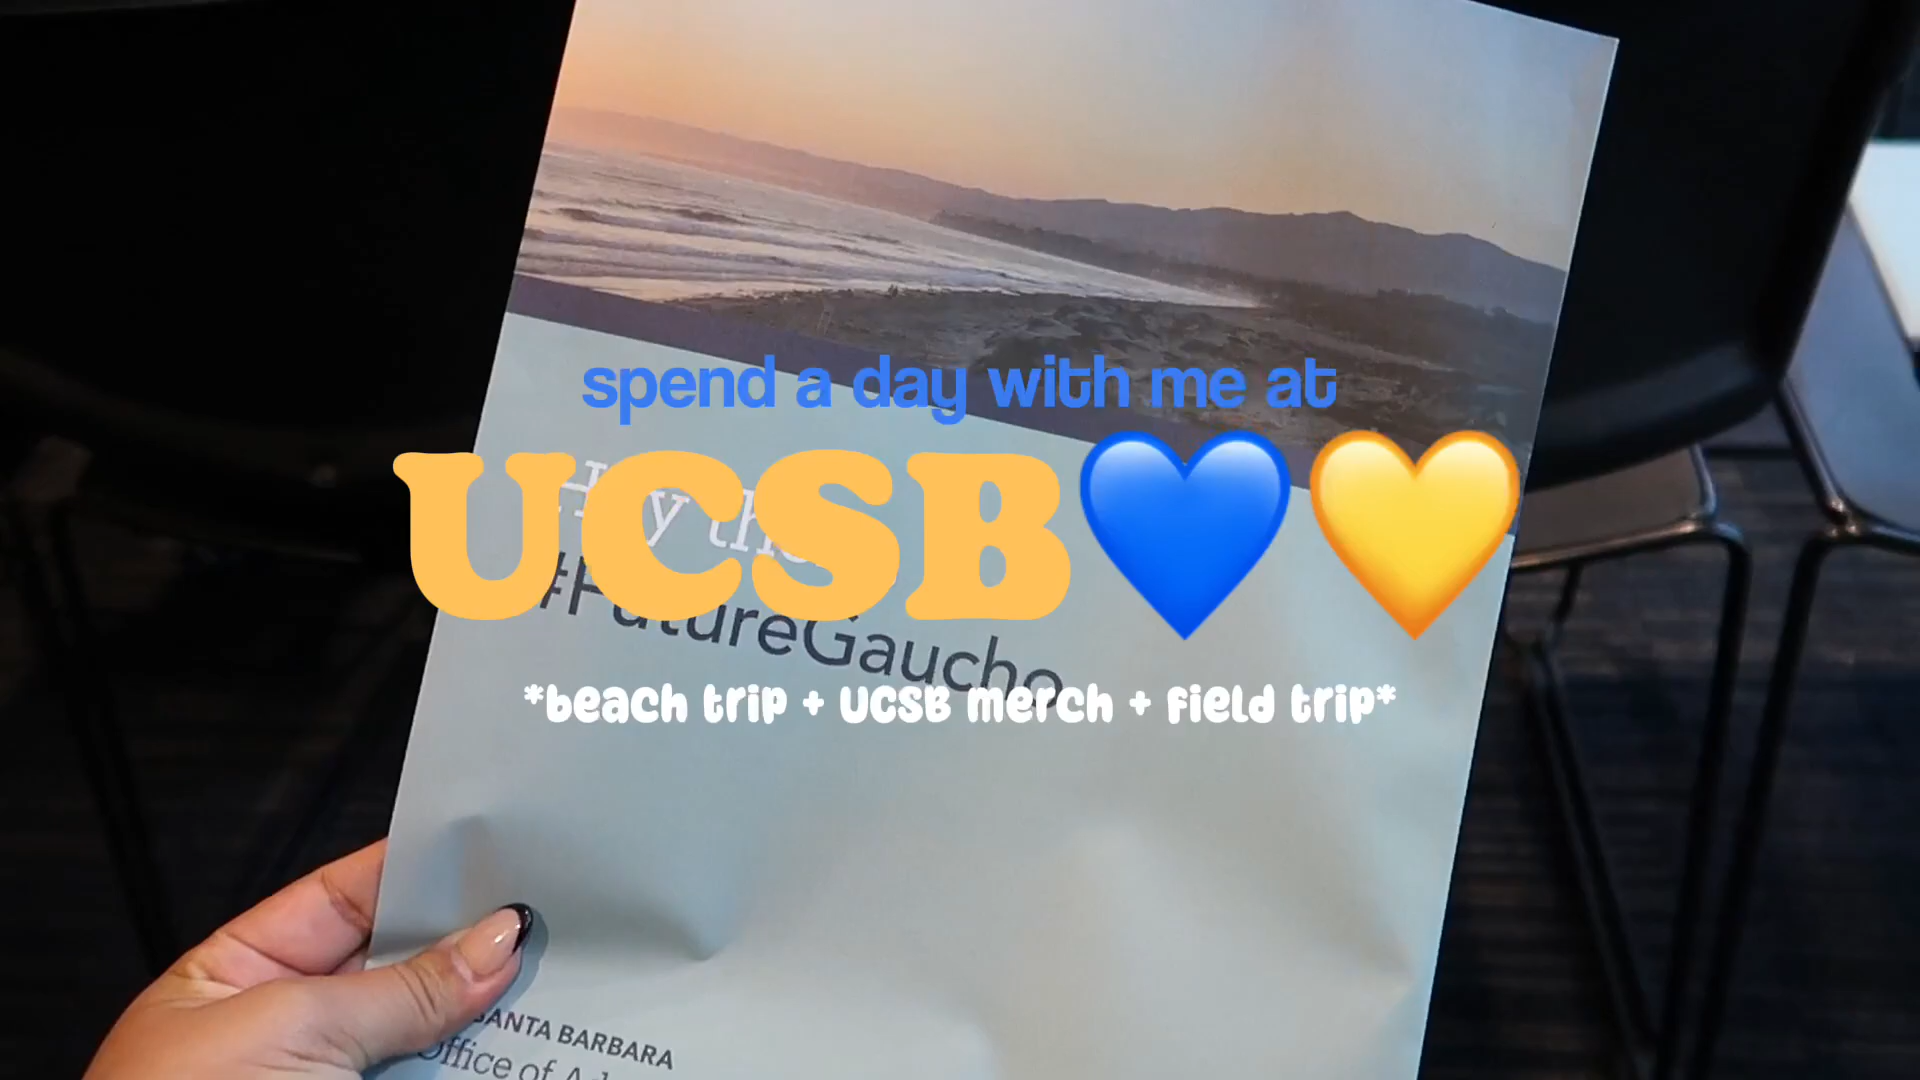 spend a day with me at
UCSB💙💛
#FutureGaucho
*beach trip + UCSB merch + field trip*
SANTA BARBARA
Office of